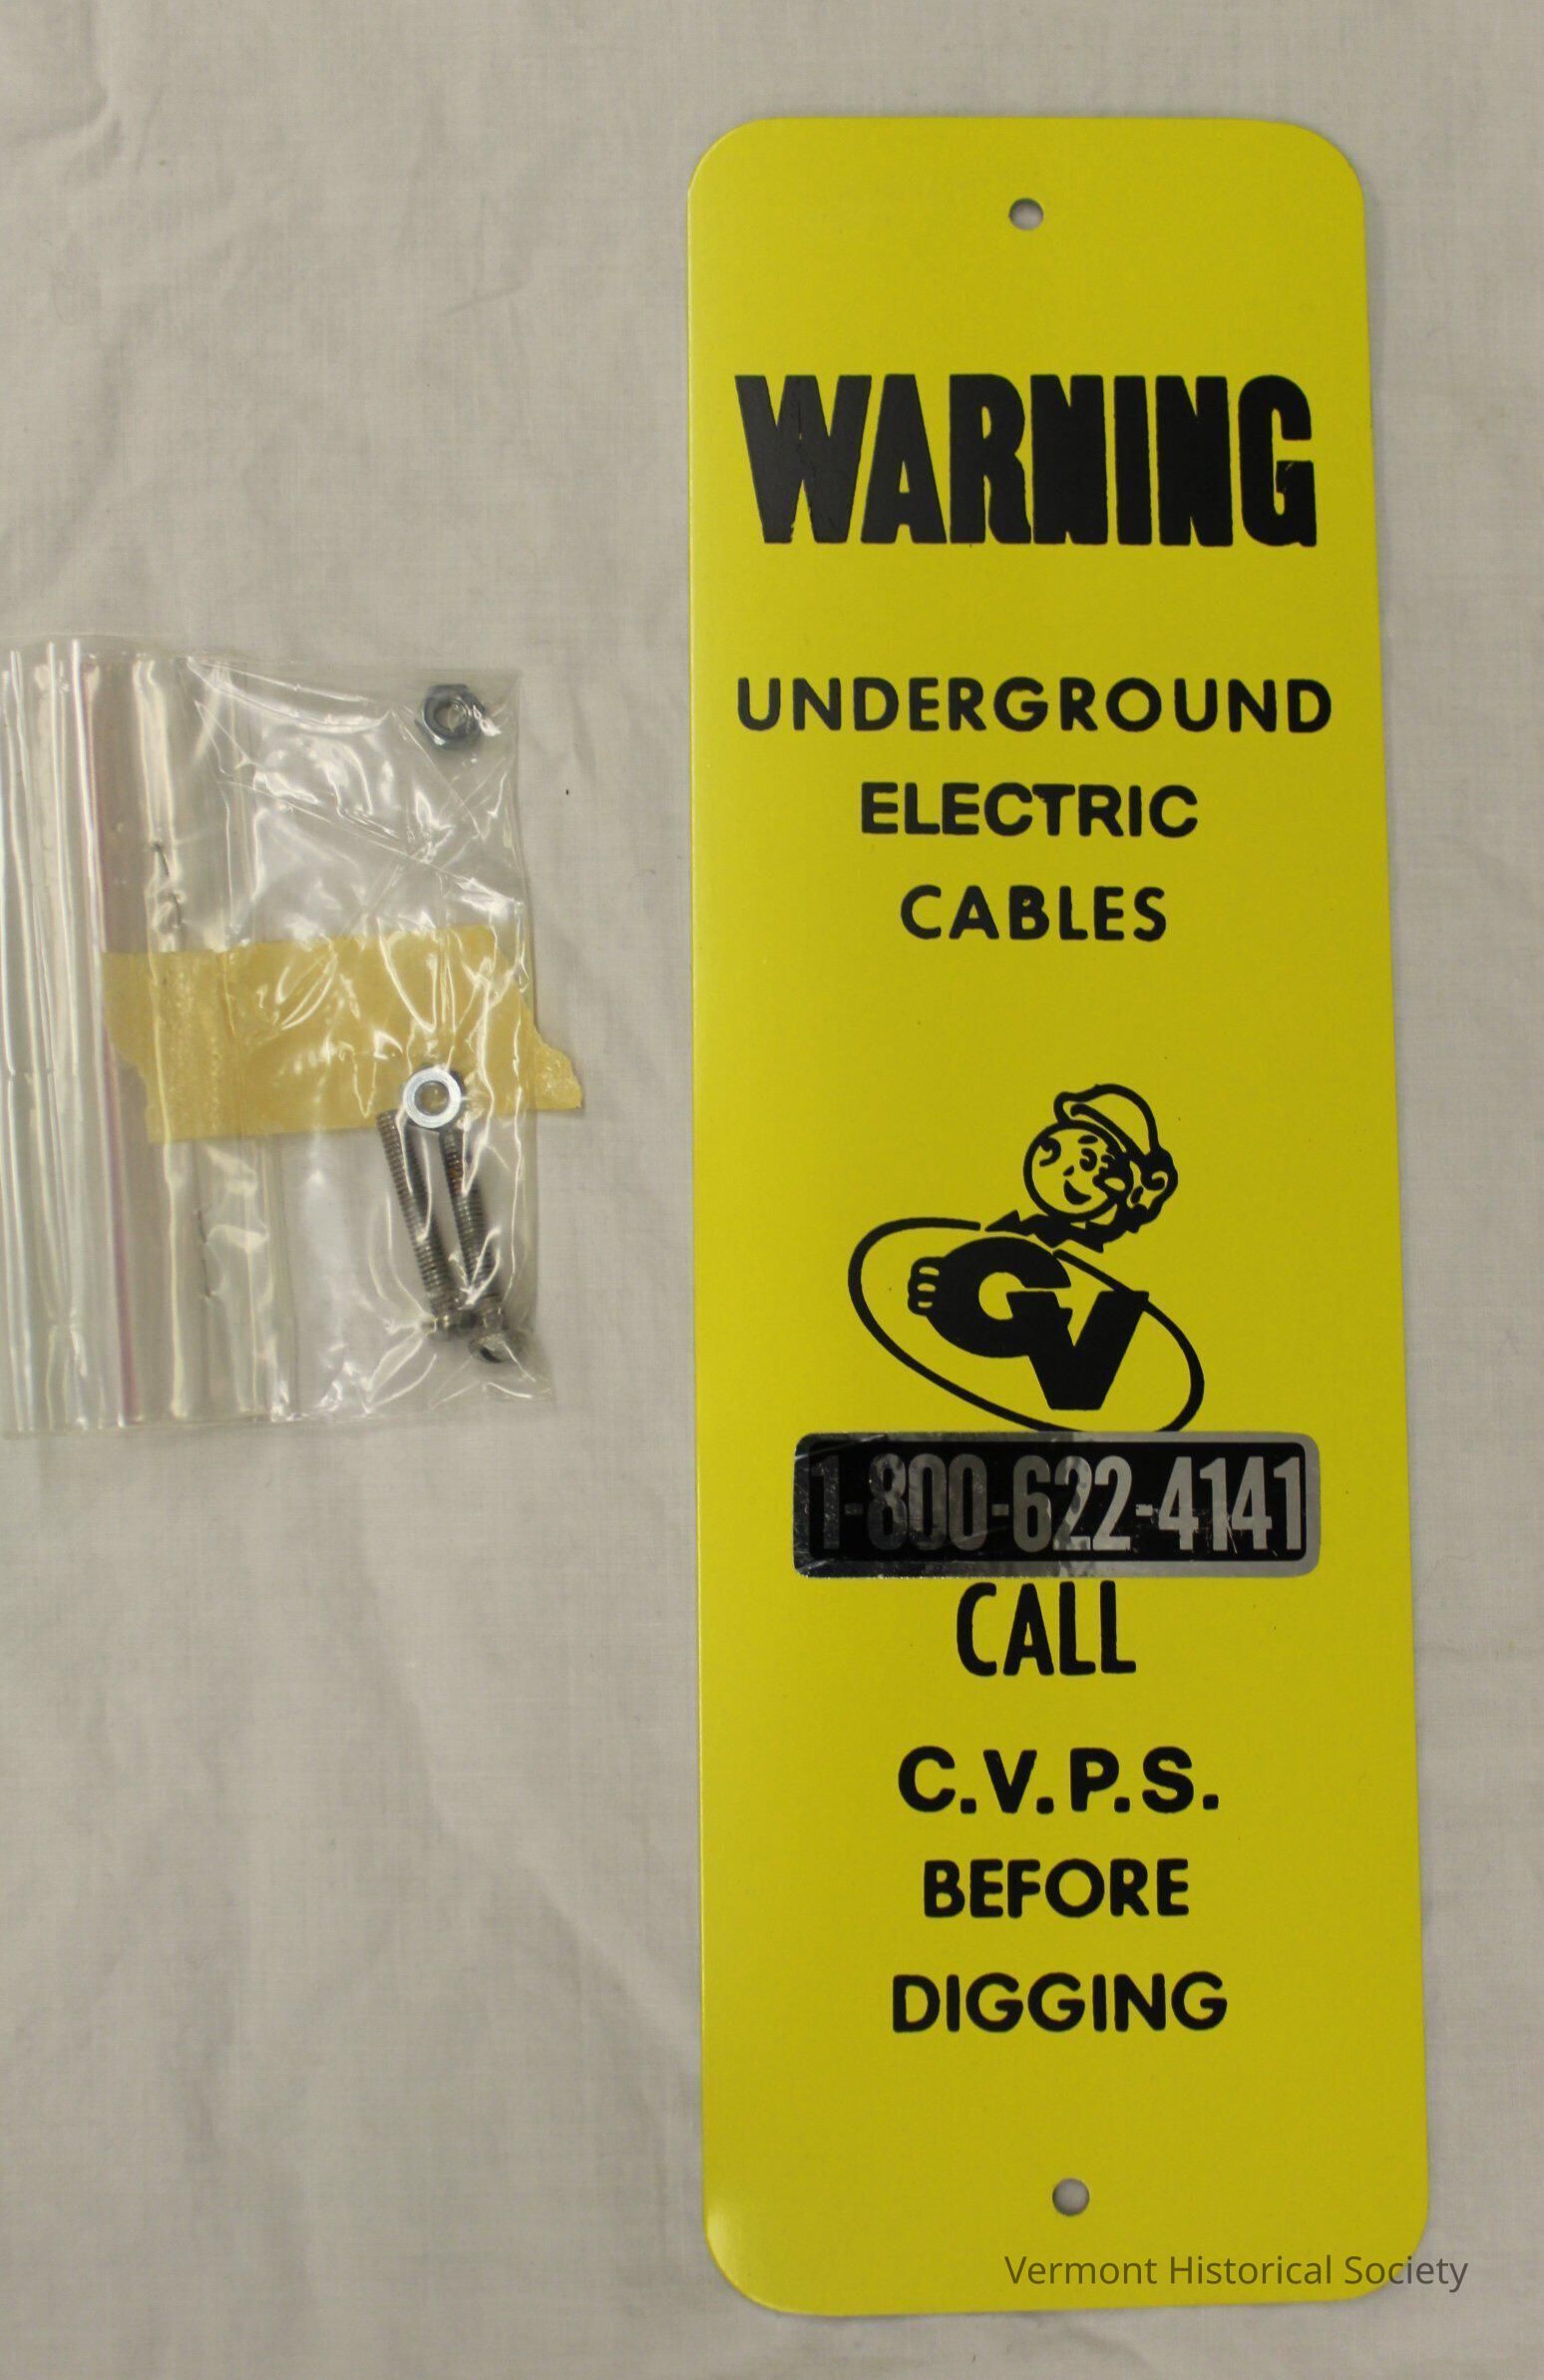 WARNING
UNDERGROUND
ELECTRIC
CABLES
CV
1-800-622-4141
CALL
C.V.P.S.
BEFORE
DIGGING
Vermont Historical Society